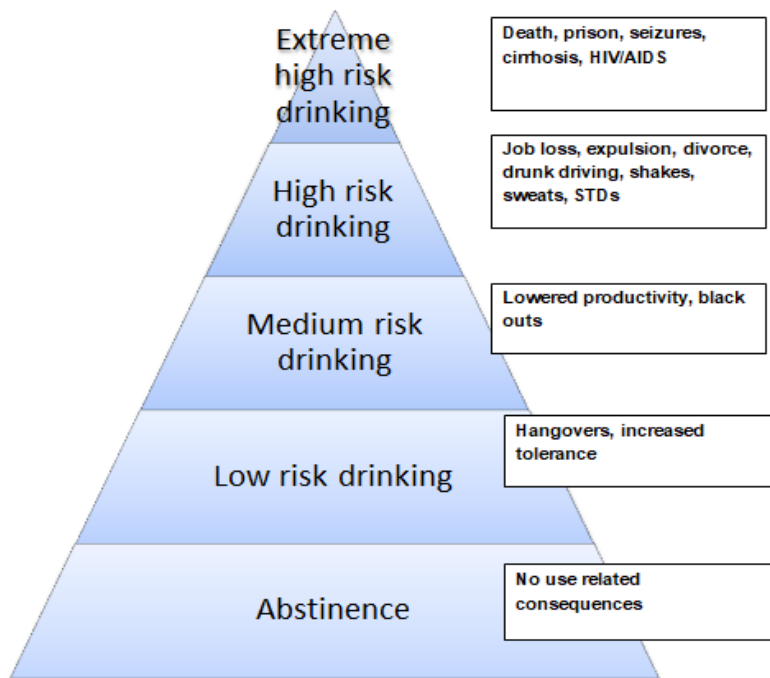 Extreme
high risk
drinking
Death, prison, seizures,
cirrhosis, HIV/AIDS
High risk
drinking
Job loss, expulsion, divorce,
drunk driving, shakes,
sweats, STDs
Medium risk
drinking
Lowered productivity, black
outs
Low risk drinking
Hangovers, increased
tolerance
Abstinence
No use related
consequences